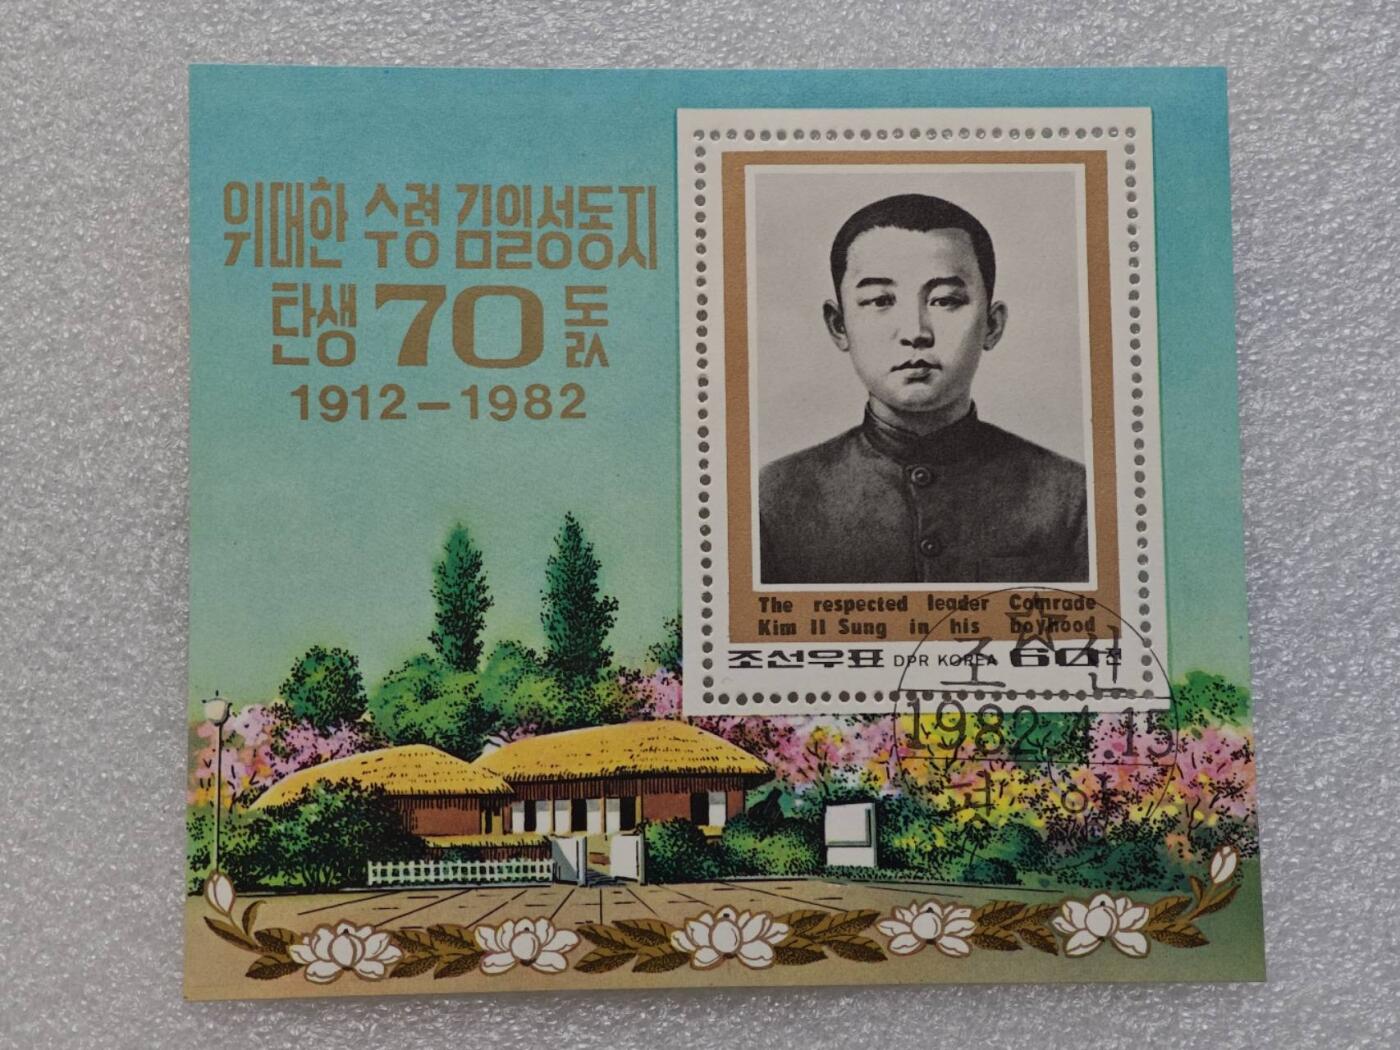 위대한 수령 김일성동지
탄생 70 돐
1912-1982
The respected leader Comrade
Kim Il Sung in his boyhood
조선우표 DPR KOREA 60전
조선
1982.4.15